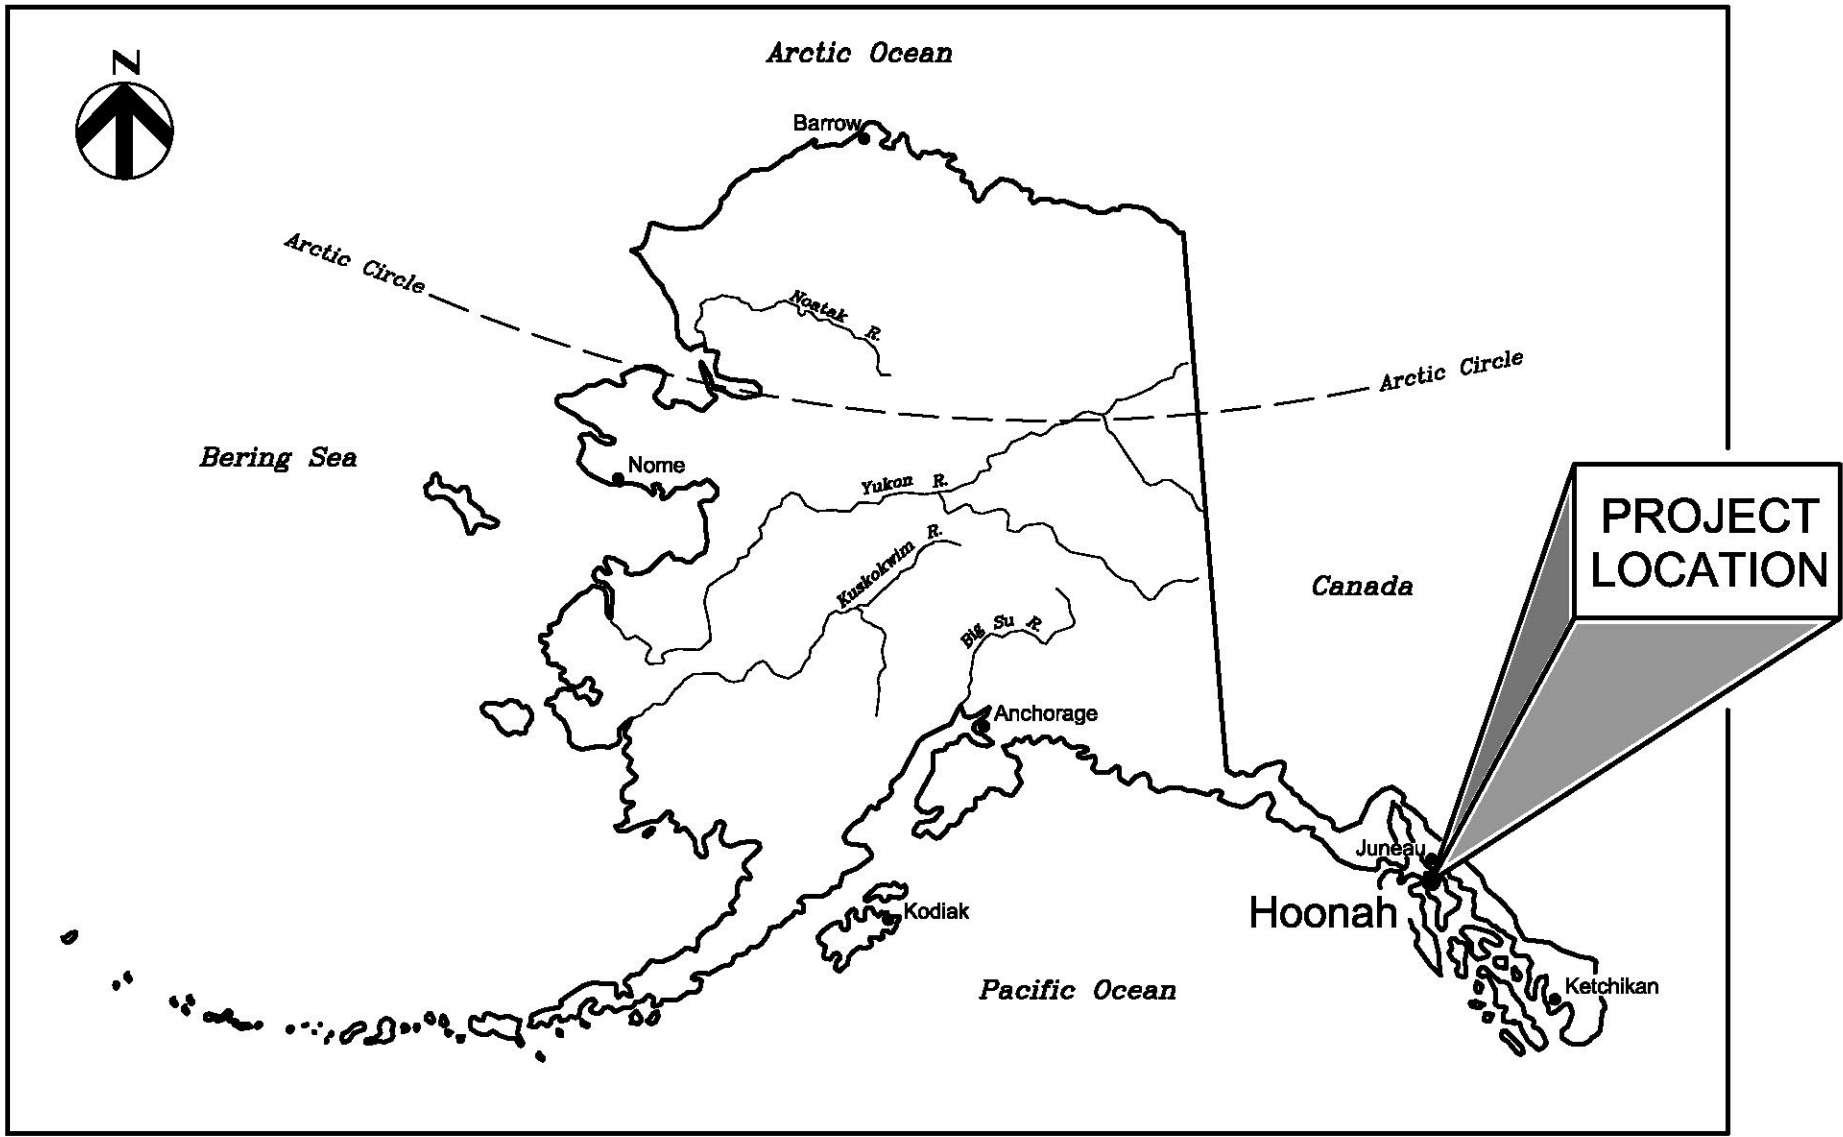 N
Arctic Ocean
Barrow
Arctic Circle
Noatak R.
Arctic Circle
Bering Sea
Nome
Yukon R.
Kuskokwim R.
PROJECT
LOCATION
Canada
Big Su R.
Anchorage
Juneau
Hoonah
Kodiak
Pacific Ocean
Ketchikan